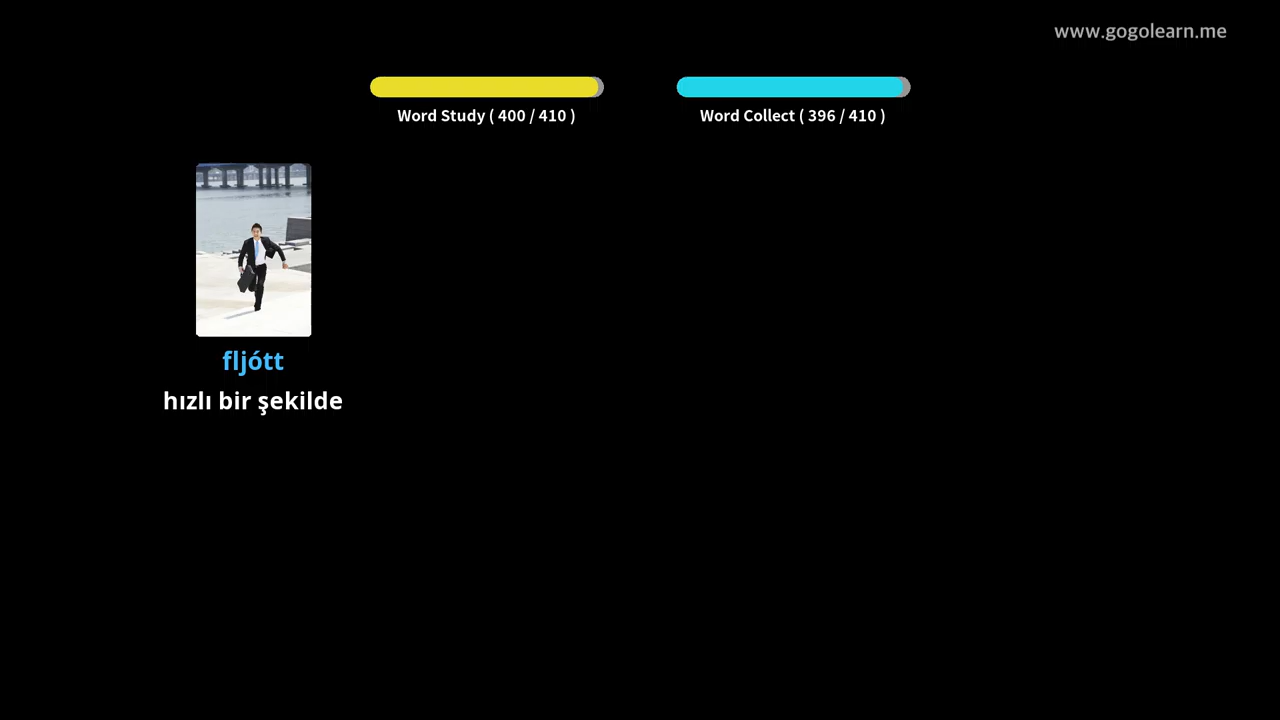 www.gogolearn.me
Word Study ( 400 / 410 )
Word Collect ( 396 / 410 )
fljótt
hızlı bir şekilde